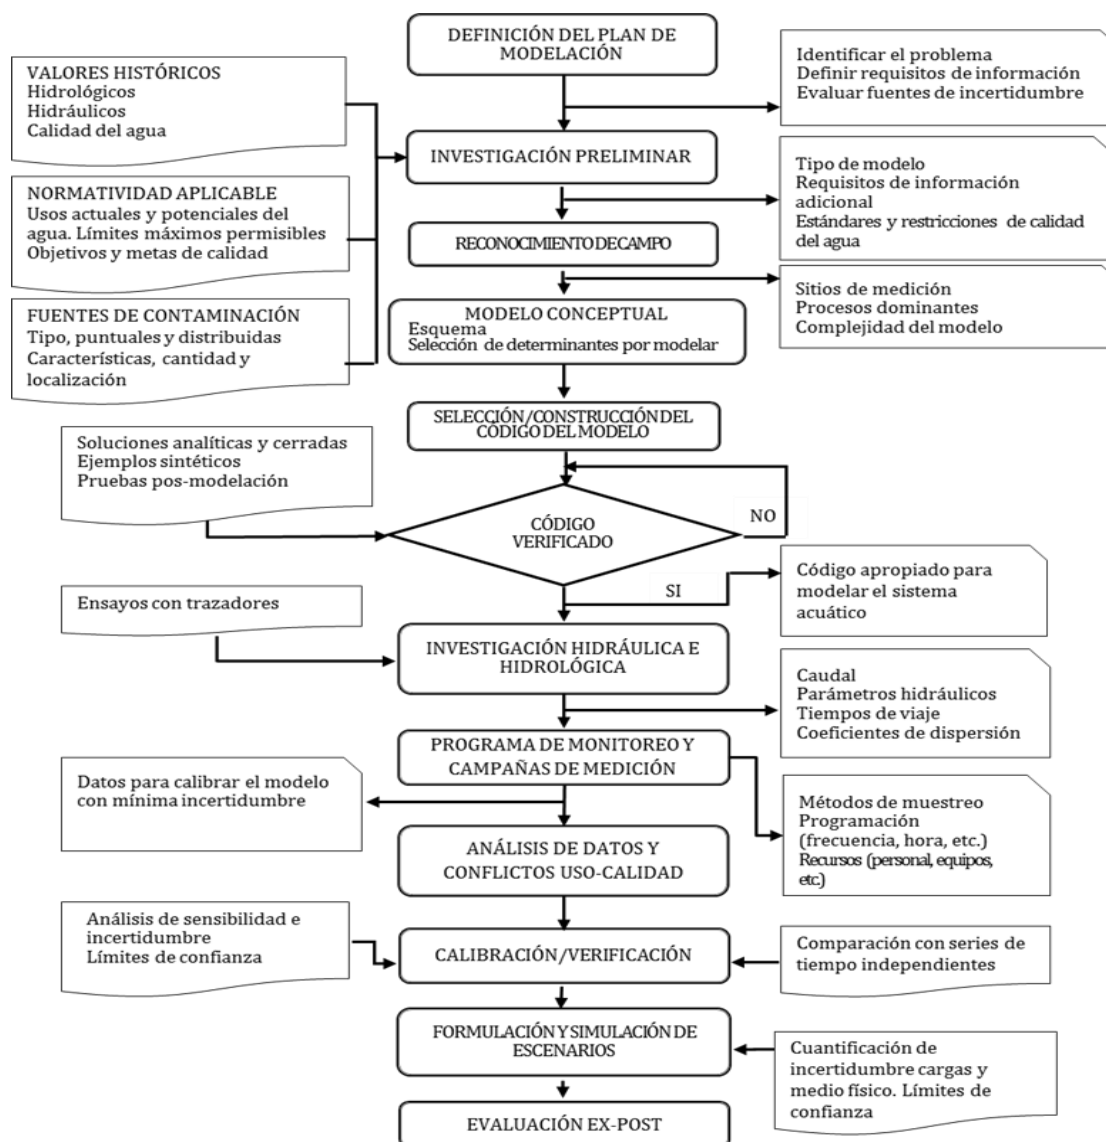 DEFINICIÓN DEL PLAN DE
MODELACIÓN
Identificar el problema
Definir requisitos de información
Evaluar fuentes de incertidumbre
VALORES HISTÓRICOS
Hidrológicos
Hidráulicos
Calidad del agua
INVESTIGACIÓN PRELIMINAR
Tipo de modelo
Requisitos de información
adicional
Estándares y restricciones de calidad
del agua
NORMATIVIDAD APLICABLE
Usos actuales y potenciales del
agua. Límites máximos permisibles
Objetivos y metas de calidad
RECONOCIMIENTO DE CAMPO
Sitios de medición
Procesos dominantes
Complejidad del modelo
FUENTES DE CONTAMINACIÓN
Tipo, puntuales y distribuidas
Características, cantidad y
localización
MODELO CONCEPTUAL
Esquema
Selección de determinantes por modelar
SELECCIÓN/CONSTRUCCIÓN DEL
CÓDIGO DEL MODELO
Soluciones analíticas y cerradas
Ejemplos sintéticos
Pruebas pos-modelación
CÓDIGO
VERIFICADO
NO
SI
Código apropiado para
modelar el sistema
acuático
Ensayos con trazadores
INVESTIGACIÓN HIDRÁULICA E
HIDROLÓGICA
Caudal
Parámetros hidráulicos
Tiempos de viaje
Coeficientes de dispersión
PROGRAMA DE MONITOREO Y
CAMPAÑAS DE MEDICIÓN
Datos para calibrar el modelo
con mínima incertidumbre
Métodos de muestreo
Programación
(frecuencia, hora, etc.)
Recursos (personal, equipos,
etc.)
ANÁLISIS DE DATOS Y
CONFLICTOS USO-CALIDAD
Análisis de sensibilidad e
incertidumbre
Límites de confianza
CALIBRACIÓN/VERIFICACIÓN
Comparación con series de
tiempo independientes
FORMULACIÓN Y SIMULACIÓN DE
ESCENARIOS
Cuantificación de
incertidumbre cargas y
medio físico. Límites de
confianza
EVALUACIÓN EX-POST